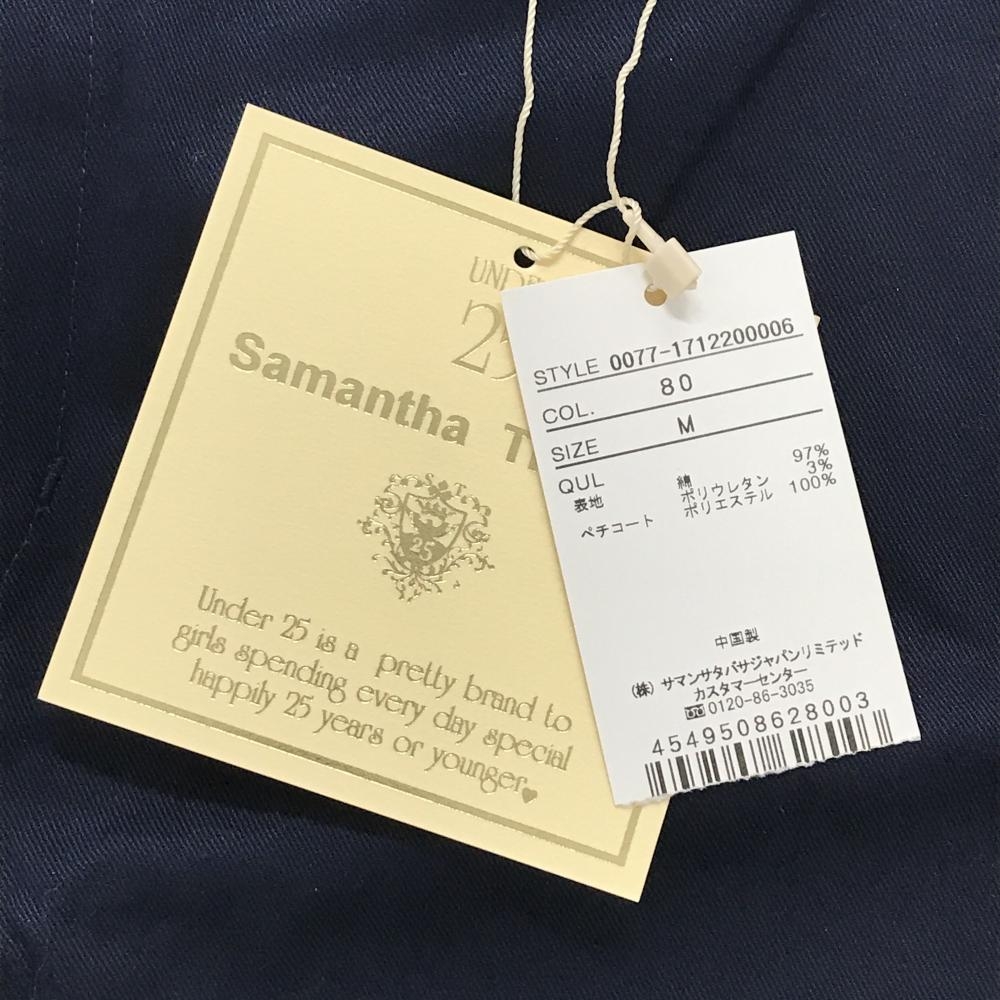 Samantha
25
Under 25 is a pretty brand to
girls spending every day special
happily 25 years or younger♥
STYLE 0077-1712200006
COL. 80
SIZE M
QUL
表地 綿 97%
ポリウレタン 3%
ペチコート ポリエステル 100%
中国製
(株) サマンサタバサジャパンリミテッド
カスタマーセンター
0120-86-3035
4549508628003